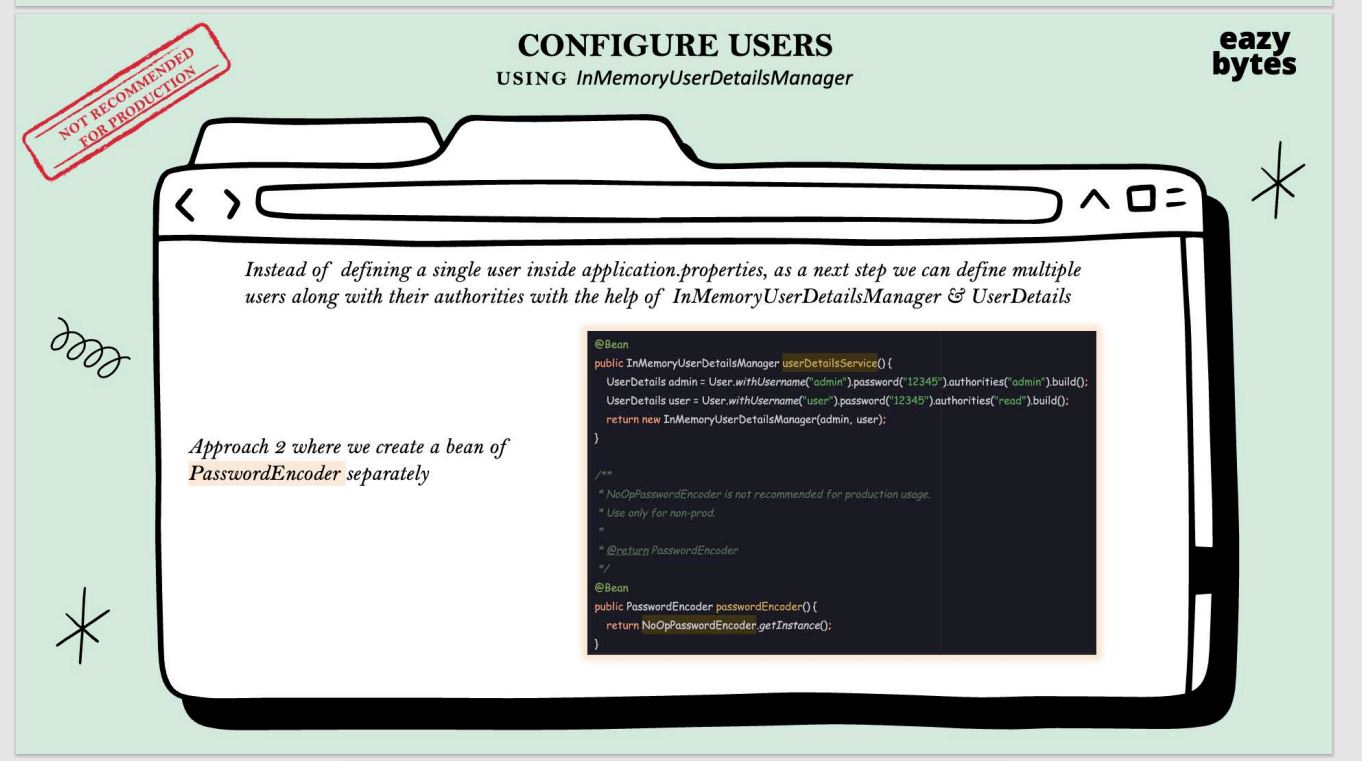 NOT RECOMMENDED
FOR PRODUCTION
CONFIGURE USERS
USING InMemoryUserDetailsManager
eazy
bytes
Instead of defining a single user inside application.properties, as a next step we can define multiple
users along with their authorities with the help of InMemoryUserDetailsManager & UserDetails
Approach 2 where we create a bean of
PasswordEncoder separately
@Bean
public InMemoryUserDetailsManager userDetailsService() {
UserDetails admin = User.withUsername("admin").password("12345").authorities("admin").build();
UserDetails user = User.withUsername("user").password("12345").authorities("read").build();
return new InMemoryUserDetailsManager(admin, user);
}
/**
* NoOpPasswordEncoder is not recommended for production usage.
* Use only for non-prod.
*
* @return PasswordEncoder
*/
@Bean
public PasswordEncoder passwordEncoder() {
return NoOpPasswordEncoder.getInstance();
}